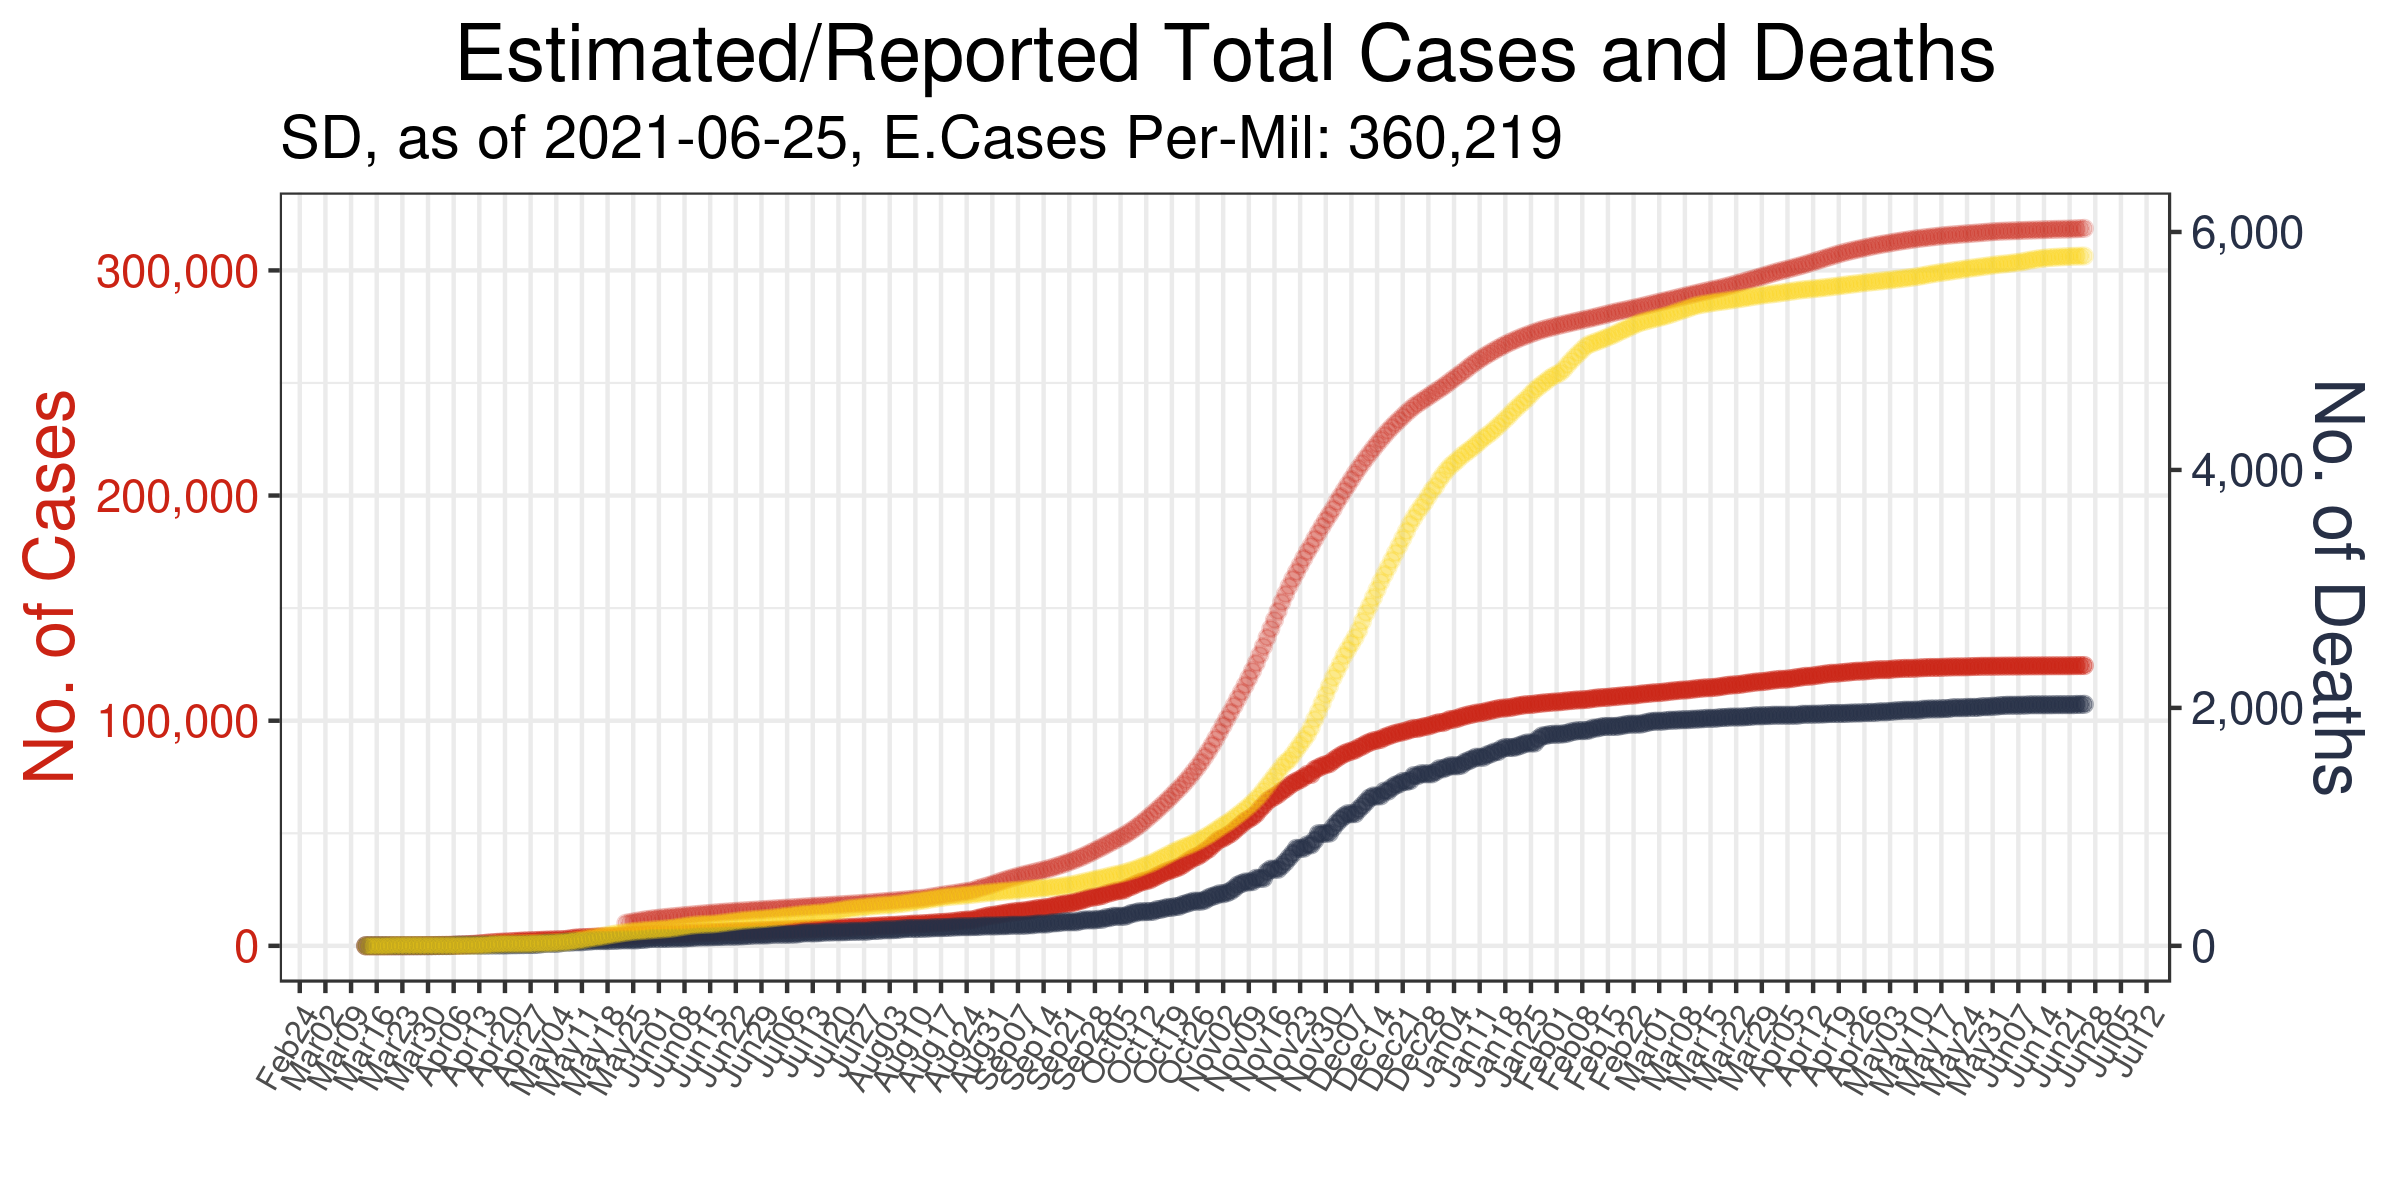 Estimated/Reported Total Cases and Deaths
SD, as of 2021-06-25, E.Cases Per-Mil: 360,219
No. of Cases
300,000
200,000
100,000
0
6,000
4,000
2,000
0
No. of Deaths
Feb24
Mar02
Mar09
Mar16
Mar23
Mar30
Apr06
Apr13
Apr20
Apr27
May04
May11
May18
May25
Jun01
Jun08
Jun15
Jun22
Jun29
Jul06
Jul13
Jul20
Jul27
Aug03
Aug10
Aug17
Aug24
Aug31
Sep07
Sep14
Sep21
Sep28
Oct05
Oct12
Oct19
Oct26
Nov02
Nov09
Nov16
Nov23
Nov30
Dec07
Dec14
Dec21
Dec28
Jan04
Jan11
Jan18
Jan25
Feb01
Feb08
Feb15
Feb22
Mar01
Mar08
Mar15
Mar22
Mar29
Apr05
Apr12
Apr19
Apr26
May03
May10
May17
May24
May31
Jun07
Jun14
Jun21
Jun28
Jul05
Jul12